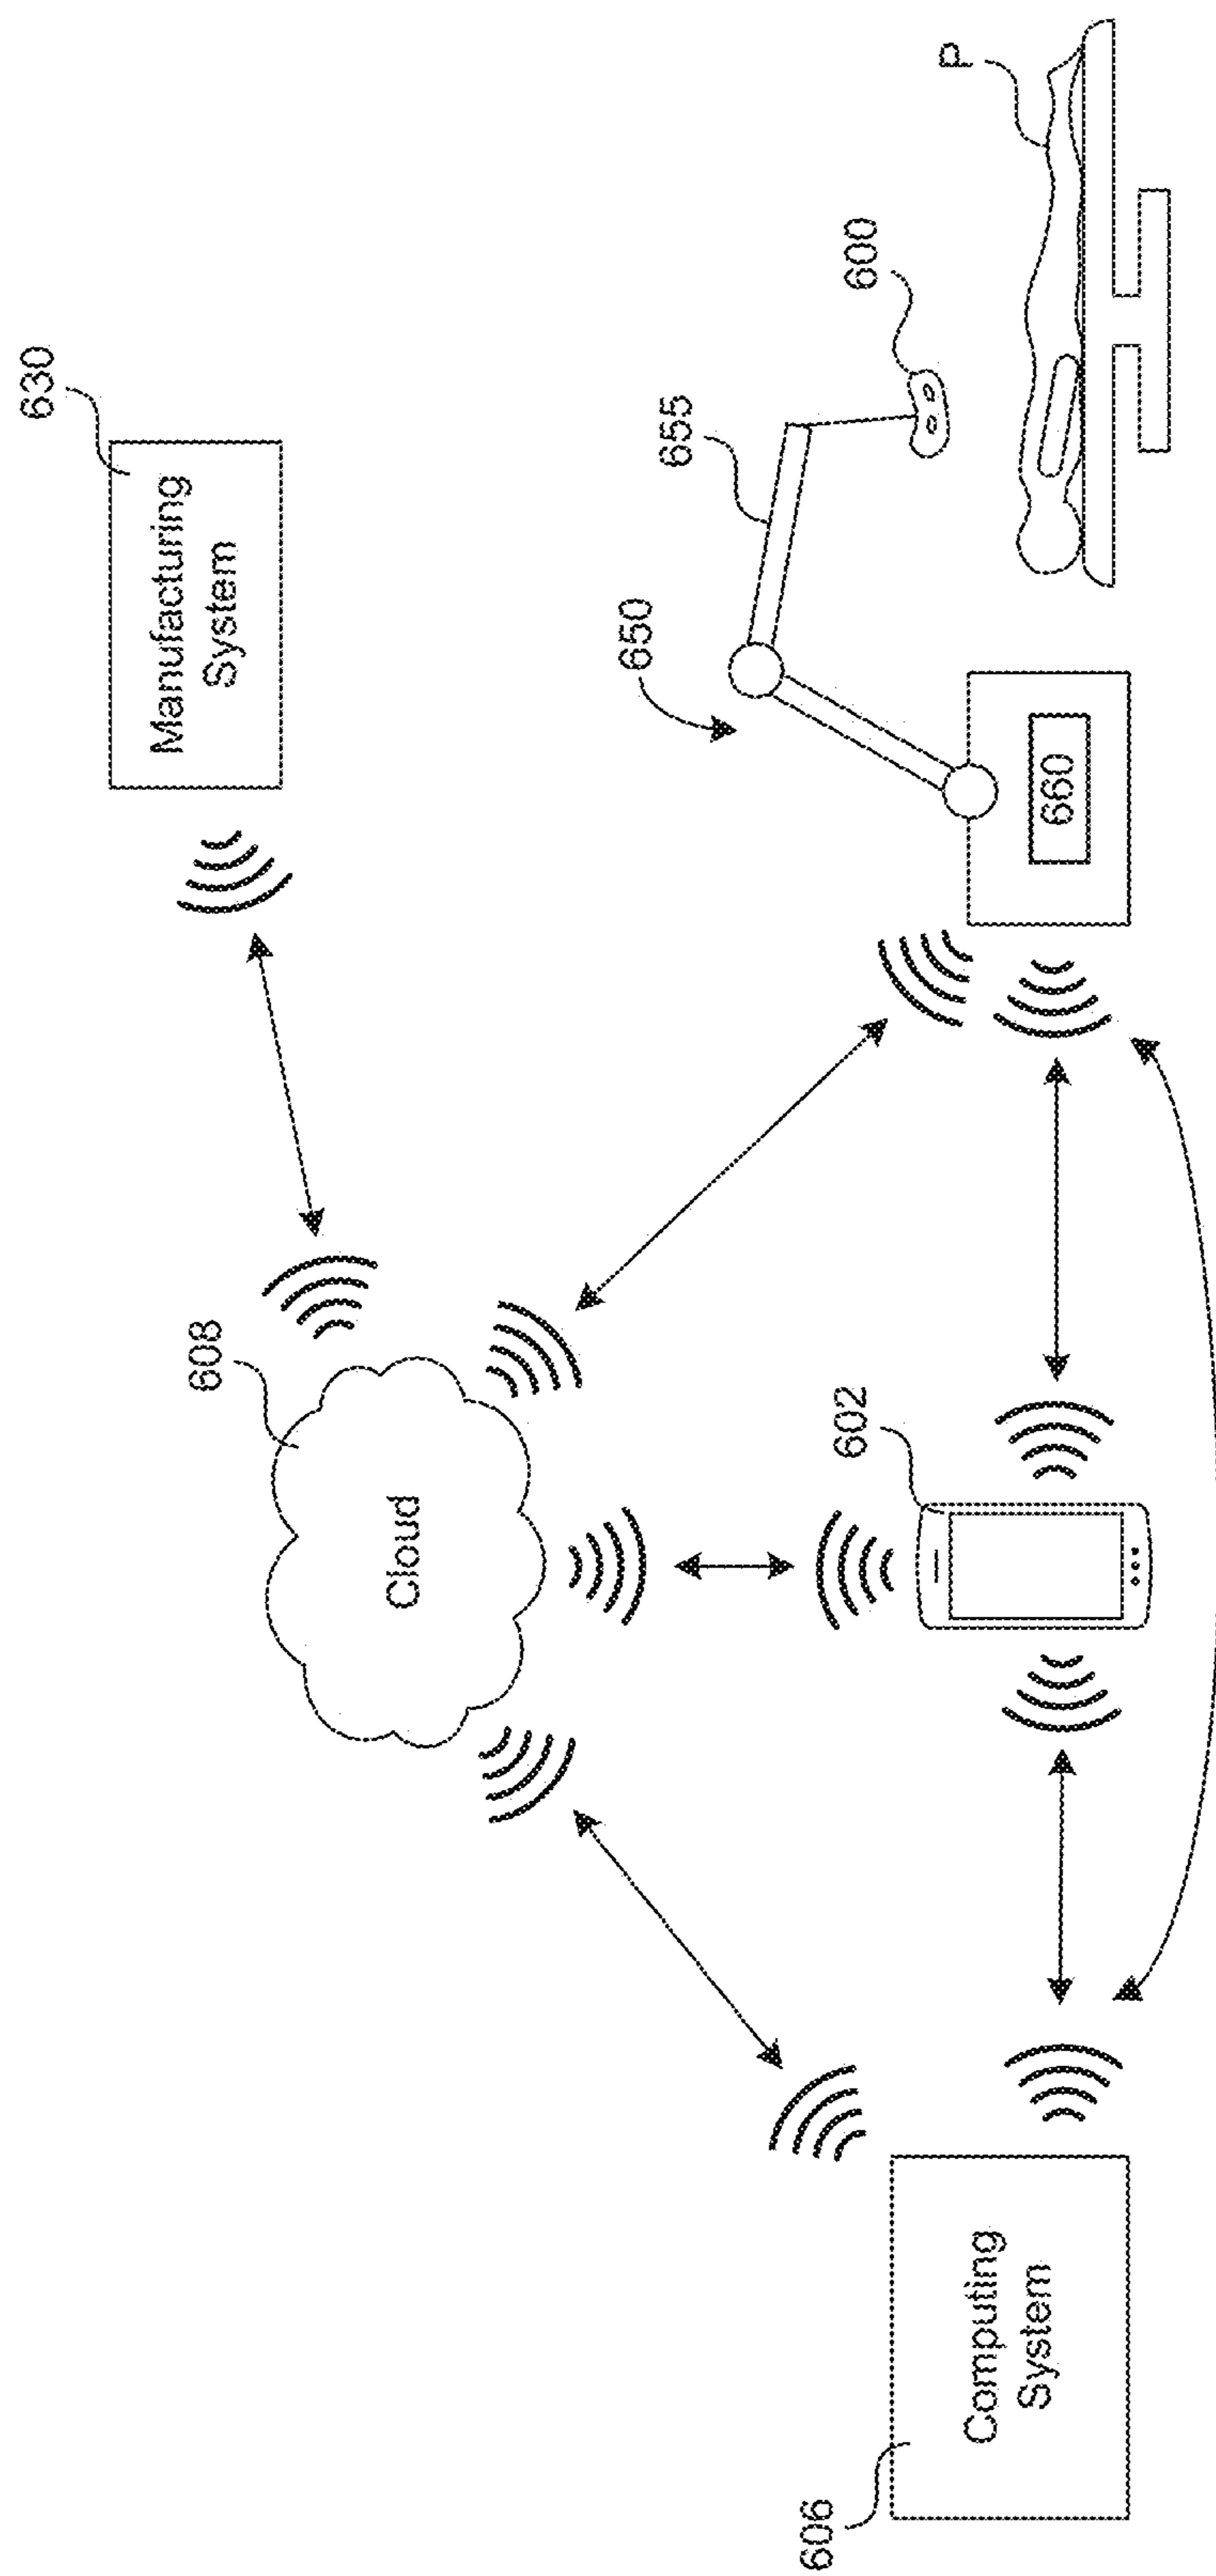 630
Manufacturing
System
608
Cloud
650
655
600
P
660
602
606
Computing
System